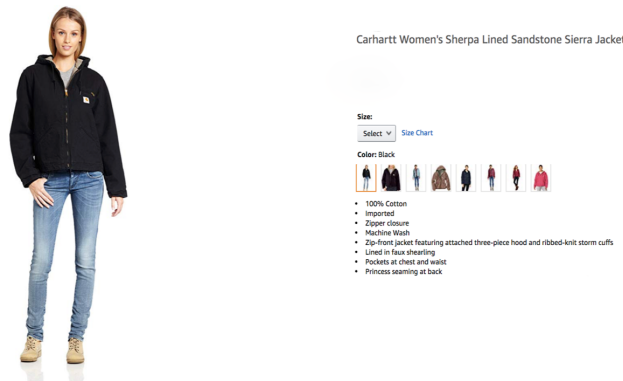 Carhartt Women's Sherpa Lined Sandstone Sierra Jacket
Size:
Select
Size Chart
Color: Black
100% Cotton
Imported
Zipper closure
Machine Wash
Zip-front jacket featuring attached three-piece hood and ribbed-knit storm cuffs
Lined in faux shearling
Pockets at chest and waist
Princess seaming at back